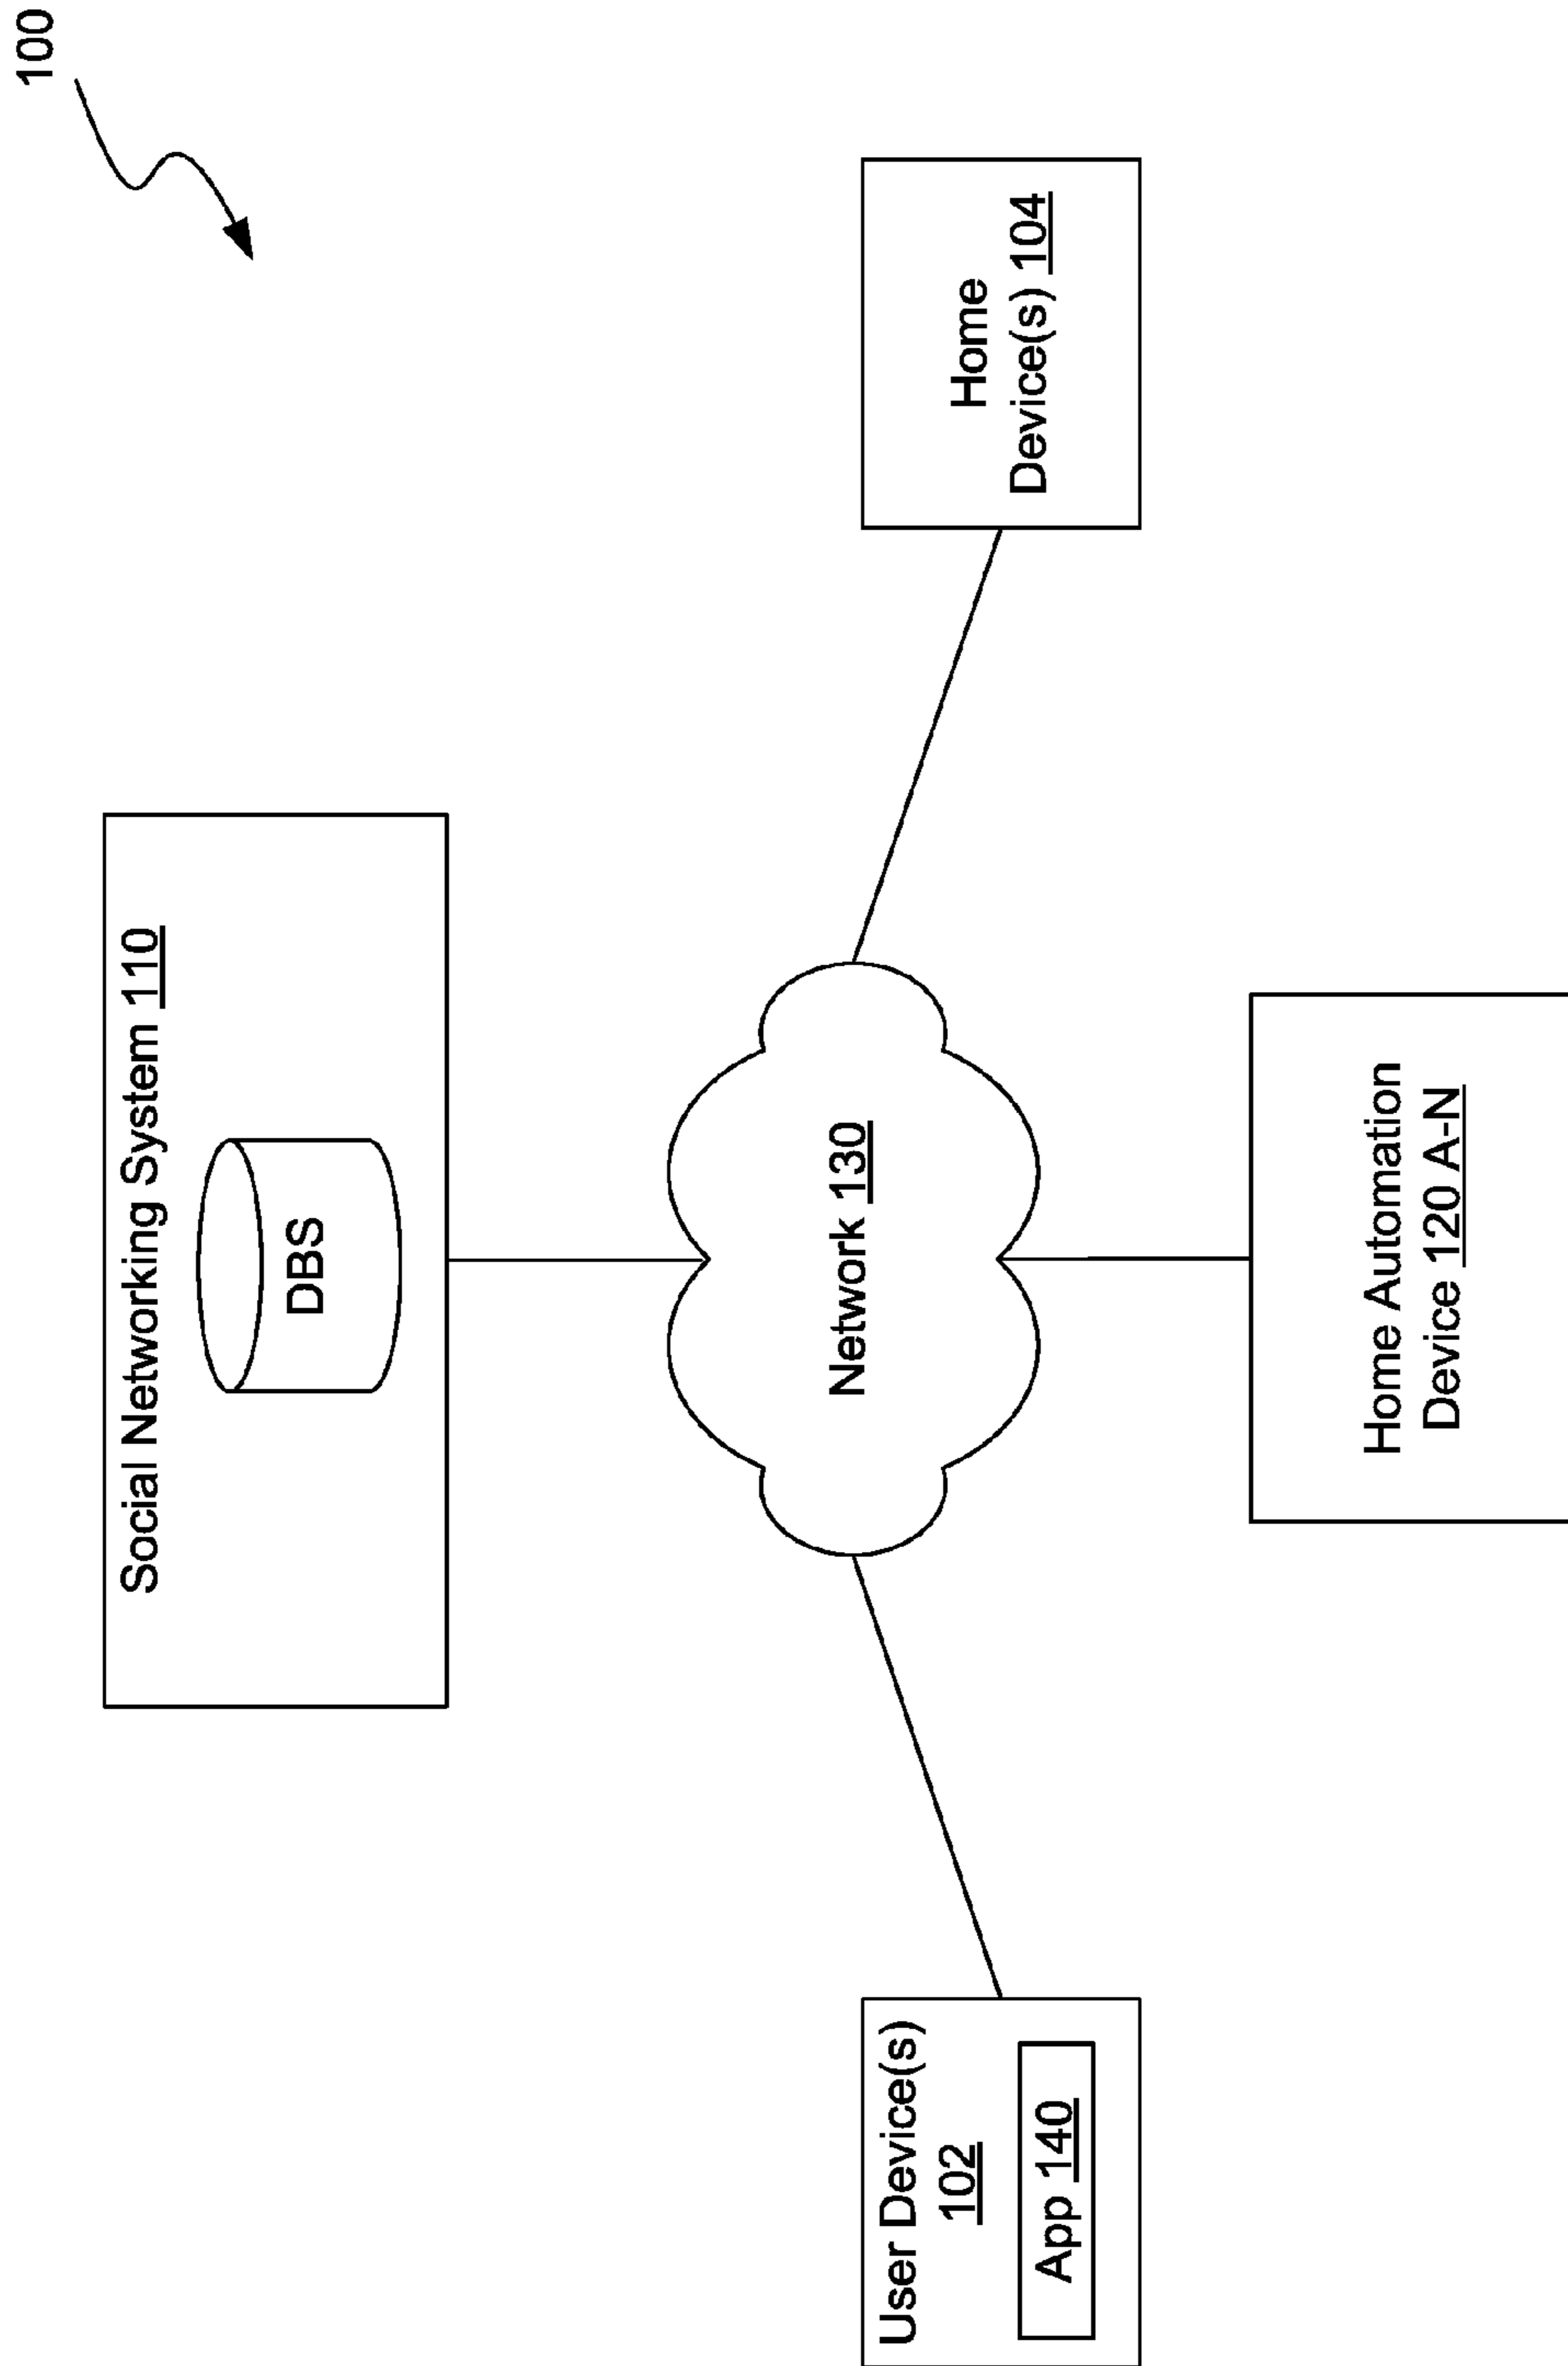 100
Social Networking System 110
DBS
Network 130
User Device(s)
102
App 140
Home
Device(s) 104
Home Automation
Device 120 A-N